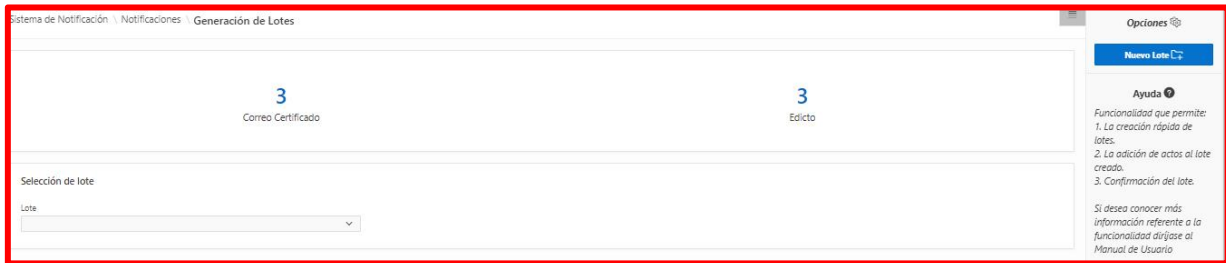 Sistema de Notificación \ Notificaciones \ Generación de Lotes
3
Correo Certificado
3
Edicto
Selección de lote
Lote
Opciones
Nuevo Lote
Ayuda
Funcionalidad que permite:
1. La creación rápida de
lotes.
2. La adición de actos al lote
creado.
3. Confirmación del lote.
Si desea conocer más
información referente a la
funcionalidad diríjase al
Manual de Usuario